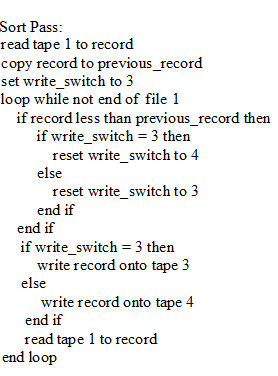 Sort Pass:
read tape 1 to record
copy record to previous_record
set write_switch to 3
loop while not end of file 1
if record less than previous_record then
if write_switch = 3 then
reset write_switch to 4
else
reset write_switch to 3
end if
end if
if write_switch = 3 then
write record onto tape 3
else
write record onto tape 4
end if
read tape 1 to record
end loop